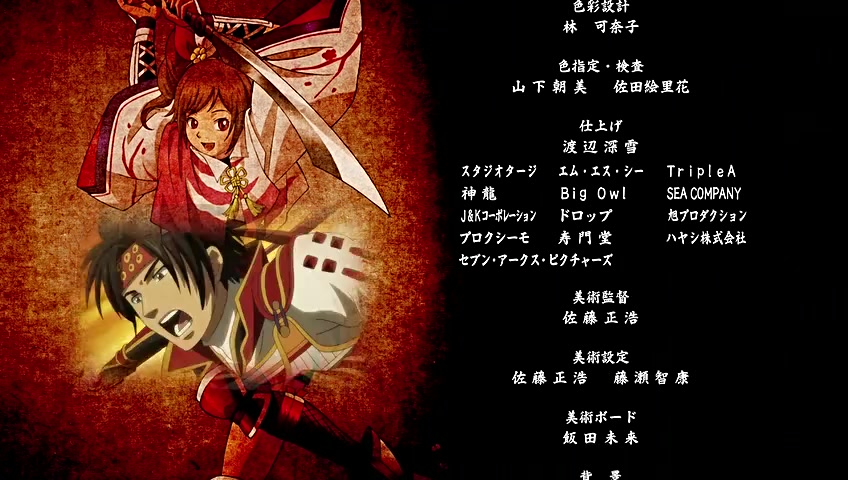 色彩設計
林 可奈子
色指定・検査
山下朝美 佐田絵里花
仕上げ
渡辺深雪
スタジオタージ エム・エス・シー TripleA
神龍 Big Owl SEA COMPANY
J&Kコーポレーション ドロップ 旭プロダクション
プロクシーモ 寿門堂 ハヤシ株式会社
セブン・アークス・ピクチャーズ
美術監督
佐藤正浩
美術設定
佐藤正浩 藤瀬智康
美術ボード
飯田未来
背景